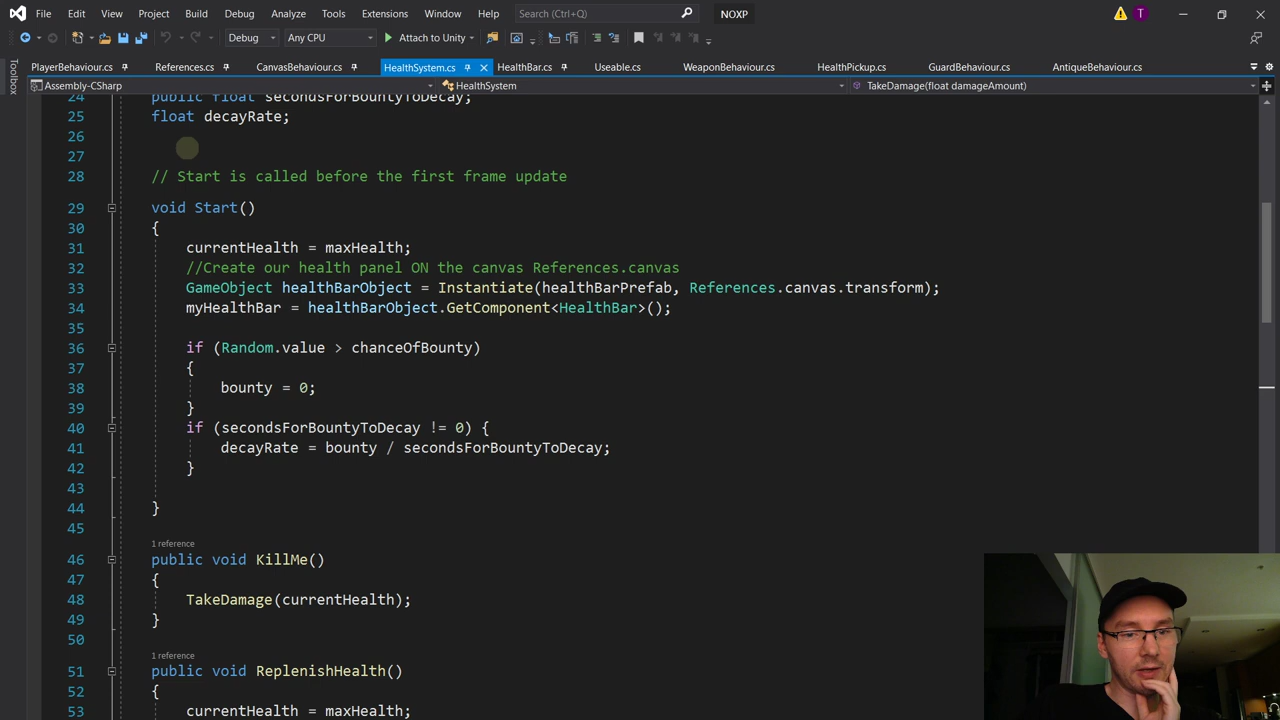 File Edit View Project Build Debug Analyze Tools Extensions Window Help Search (Ctrl+Q) NOXP T
Debug Any CPU Attach to Unity
PlayerBehaviour.cs References.cs CanvasBehaviour.cs HealthSystem.cs HealthBar.cs Useable.cs WeaponBehaviour.cs HealthPickup.cs GuardBehaviour.cs AntiqueBehaviour.cs
Toolbox
Assembly-CSharp HealthSystem TakeDamage(float damageAmount)
24 public float secondsForBountyToDecay;
25 float decayRate;
26
27
28 // Start is called before the first frame update
29 void Start()
30 {
31 currentHealth = maxHealth;
32 //Create our health panel ON the canvas References.canvas
33 GameObject healthBarObject = Instantiate(healthBarPrefab, References.canvas.transform);
34 myHealthBar = healthBarObject.GetComponent<HealthBar>();
35
36 if (Random.value > chanceOfBounty)
37 {
38 bounty = 0;
39 }
40 if (secondsForBountyToDecay != 0) {
41 decayRate = bounty / secondsForBountyToDecay;
42 }
43
44 }
45
1 reference
46 public void KillMe()
47 {
48 TakeDamage(currentHealth);
49 }
50
1 reference
51 public void ReplenishHealth()
52 {
53 currentHealth = maxHealth;